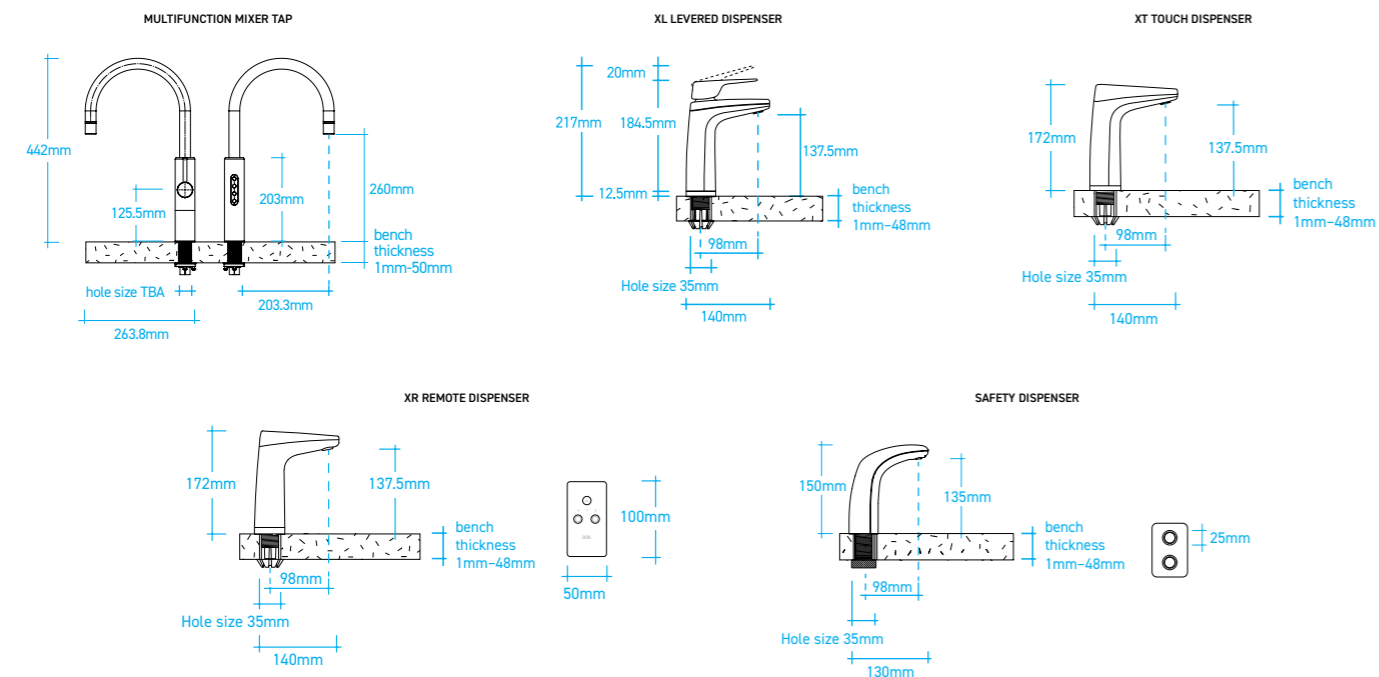 MULTIFUNCTION MIXER TAP
442mm
125.5mm
203mm
260mm
bench
thickness
1mm-50mm
hole size TBA
203.3mm
263.8mm
XL LEVERED DISPENSER
20mm
217mm
184.5mm
137.5mm
12.5mm
bench
thickness
1mm–48mm
98mm
Hole size 35mm
140mm
XT TOUCH DISPENSER
172mm
137.5mm
bench
thickness
1mm–48mm
98mm
Hole size 35mm
140mm
XR REMOTE DISPENSER
172mm
137.5mm
bench
thickness
1mm–48mm
98mm
Hole size 35mm
140mm
100mm
50mm
SAFETY DISPENSER
150mm
135mm
bench
thickness
1mm–48mm
98mm
Hole size 35mm
130mm
25mm